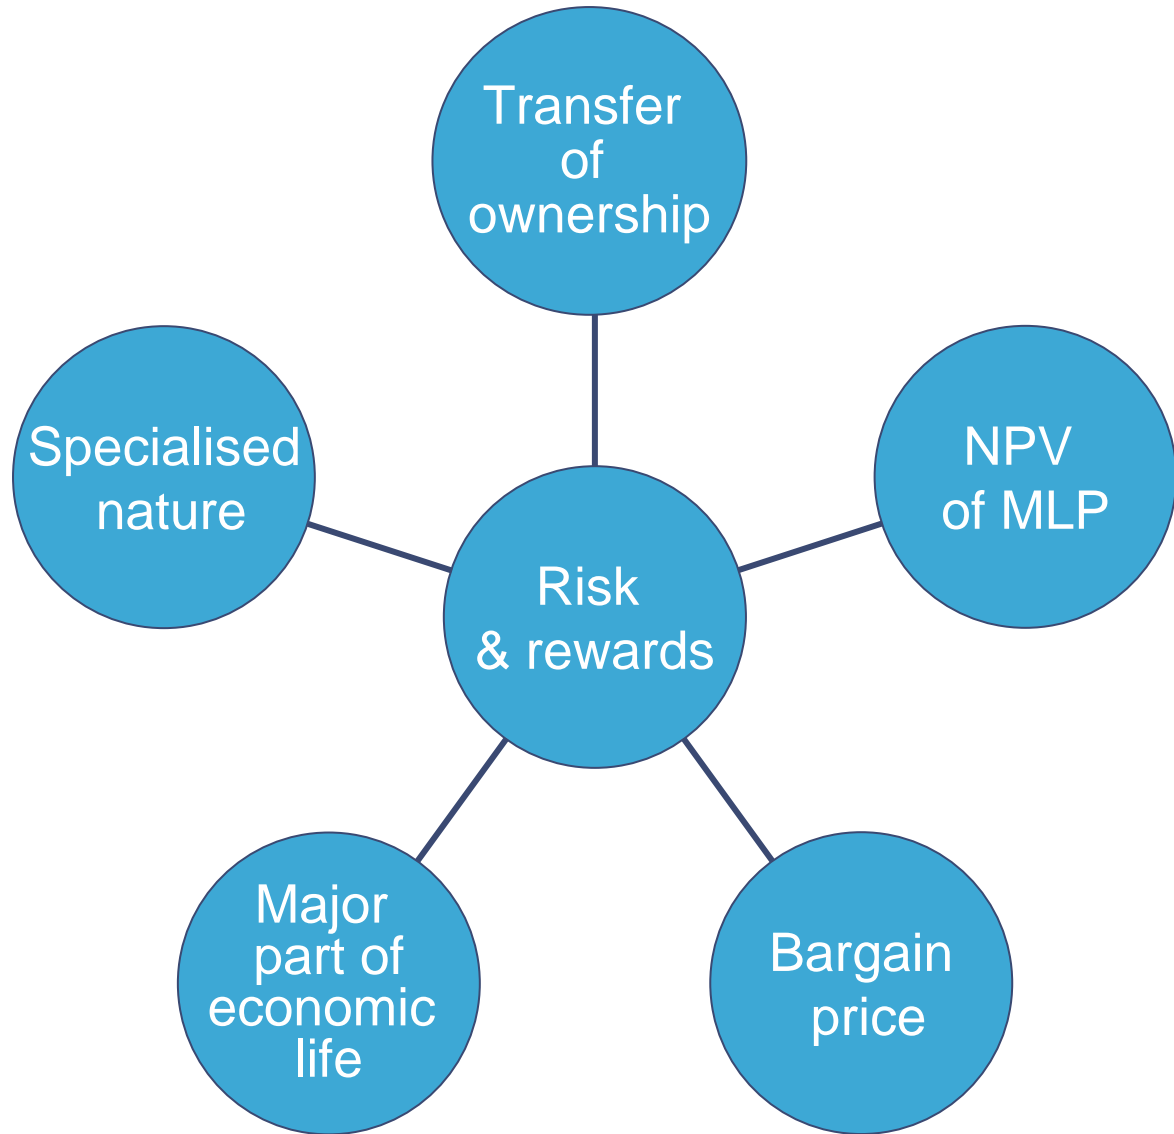 Transfer
of
ownership
Specialised
nature
NPV
of MLP
Risk
& rewards
Major
part of
economic
life
Bargain
price